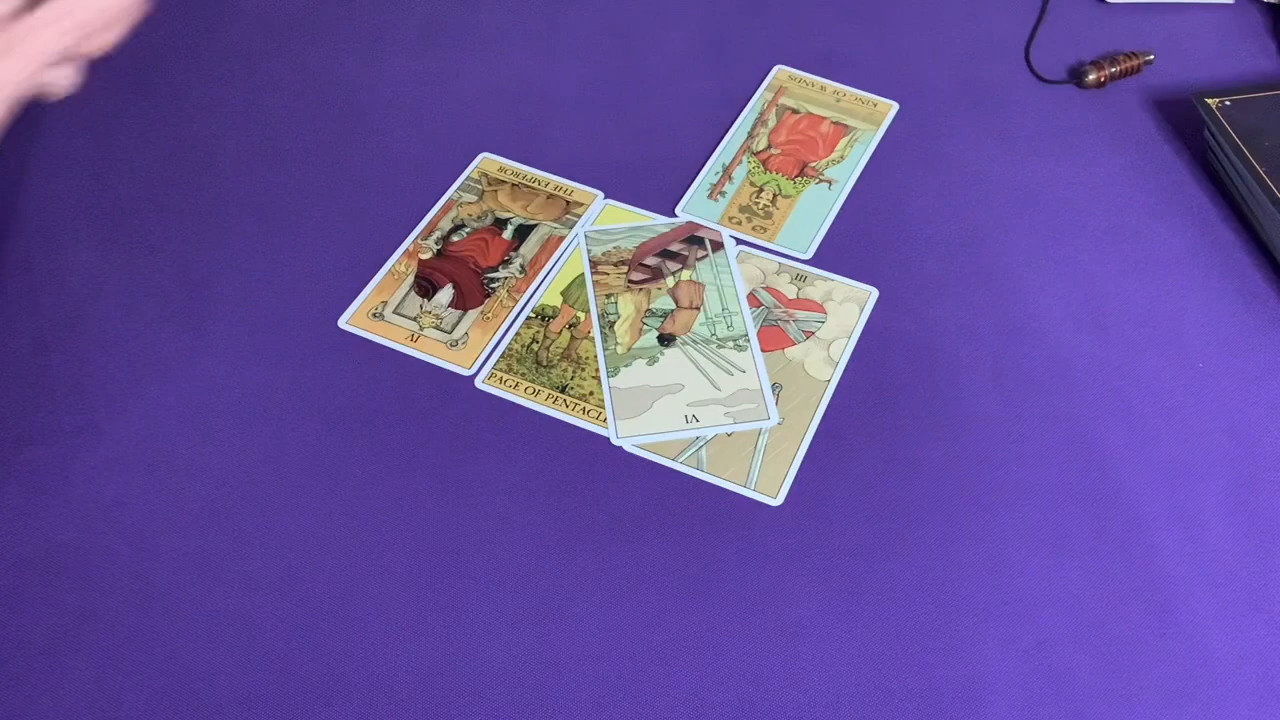 KING OF WANDS
THE EMPEROR
IV
PAGE OF PENTACL
VI
III